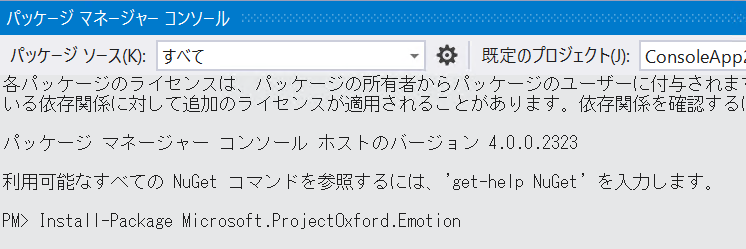 パッケージ マネージャー コンソール
パッケージ ソース(K): すべて 既定のプロジェクト(J): ConsoleApp2
各パッケージのライセンスは、パッケージの所有者からパッケージのユーザーに付与されます
いる依存関係に対して追加のライセンスが適用されることがあります。依存関係を確認するに
パッケージ マネージャー コンソール ホストのバージョン 4.0.0.2323
利用可能なすべての NuGet コマンドを参照するには、'get-help NuGet' を入力します。
PM> Install-Package Microsoft.ProjectOxford.Emotion